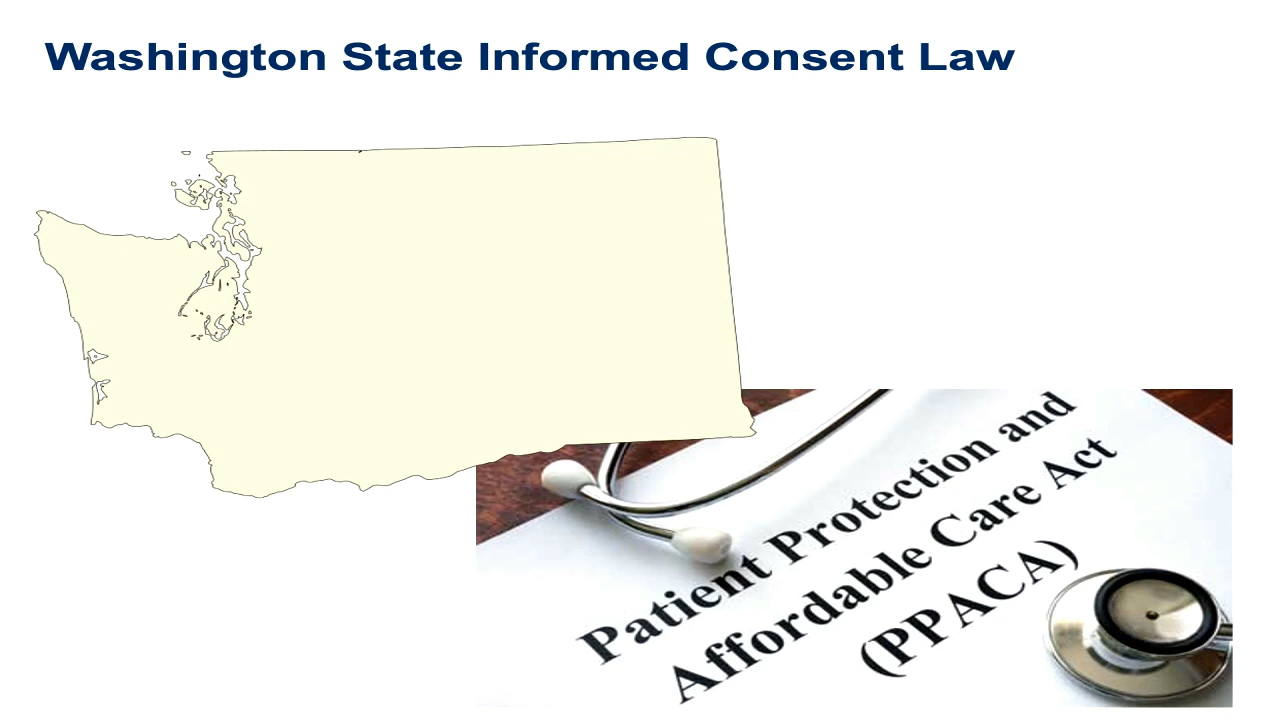 Washington State Informed Consent Law
Patient Protection and
Affordable Care Act
(PPACA)